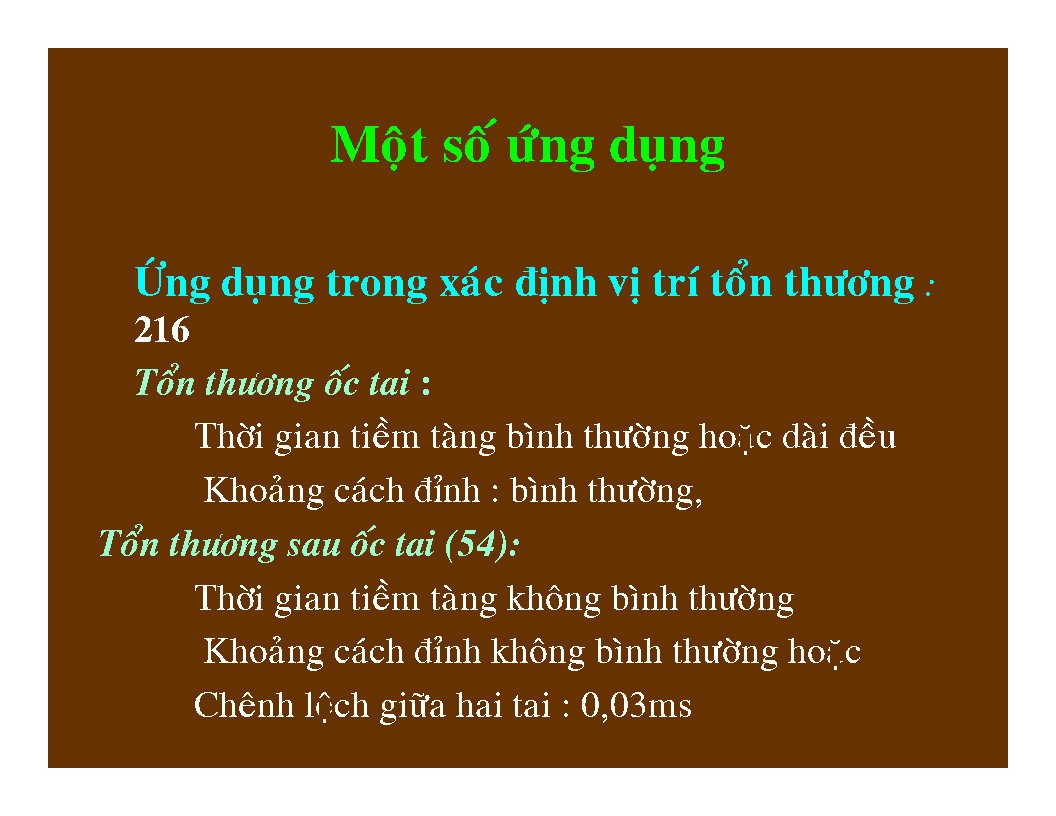 Một số ứng dụng
Ứng dụng trong xác định vị trí tổn thương :
216
Tổn thương ốc tai :
Thời gian tiềm tàng bình thường hoặc dài đều
Khoảng cách đỉnh : bình thường,
Tổn thương sau ốc tai (54):
Thời gian tiềm tàng không bình thường
Khoảng cách đỉnh không bình thường hoặc
Chênh lệch giữa hai tai : 0,03ms